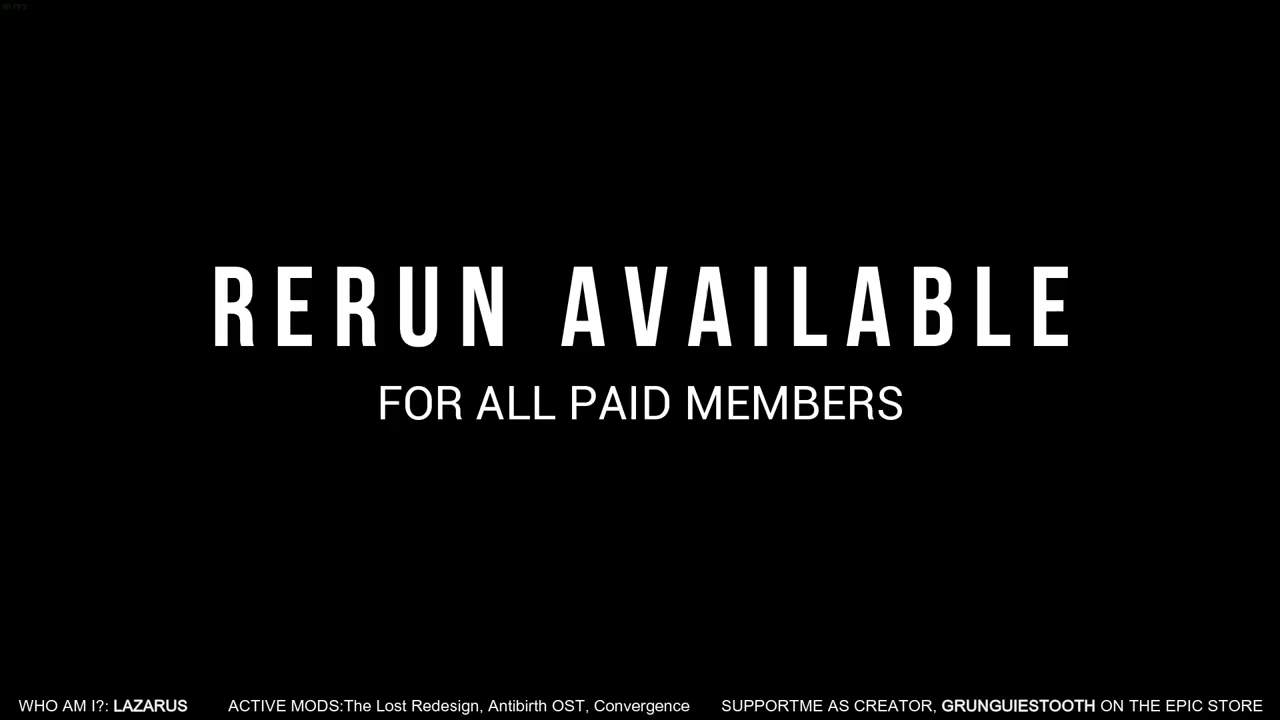 RERUN AVAILABLE
FOR ALL PAID MEMBERS
WHO AM I?: LAZARUS ACTIVE MODS:The Lost Redesign, Antibirth OST, Convergence SUPPORTME AS CREATOR, GRUNGUIESTOOTH ON THE EPIC STORE